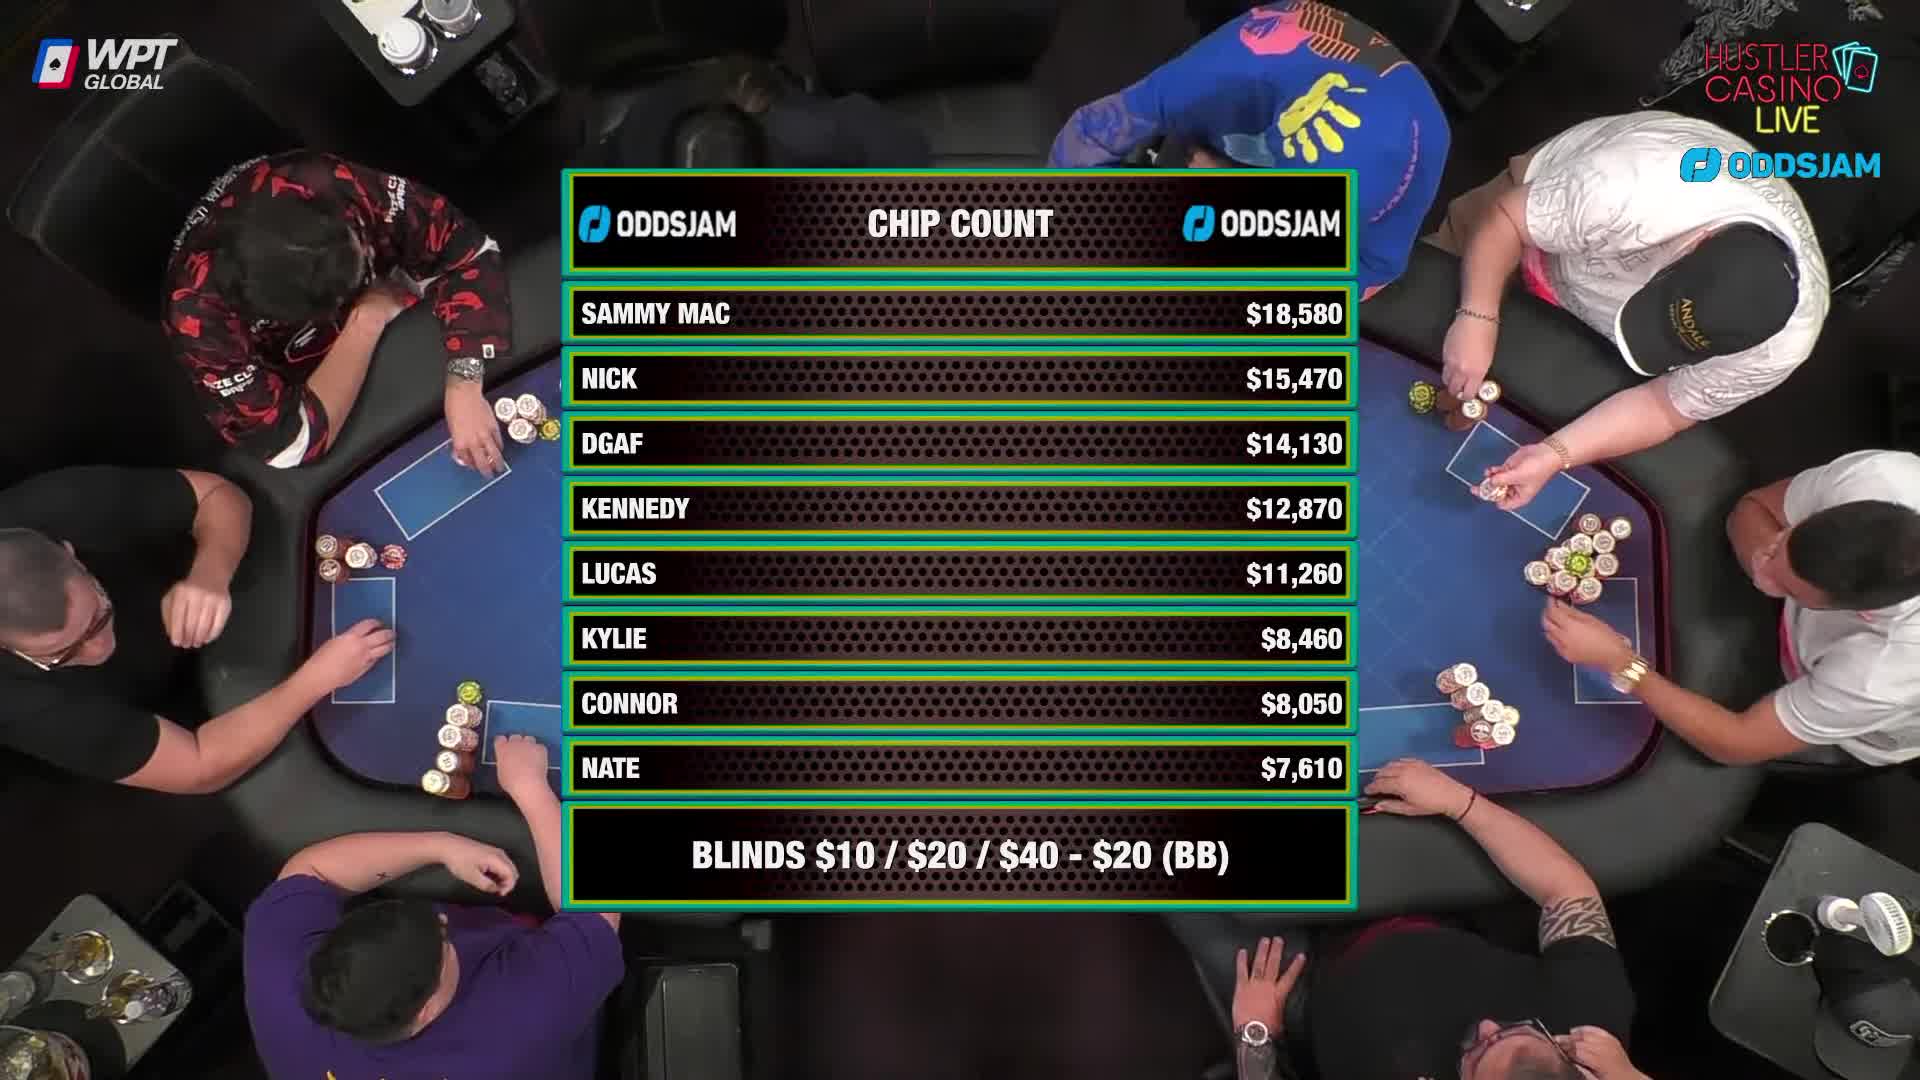 WPT
GLOBAL
HUSTLER
CASINO
LIVE
ODDSJAM
ODDSJAM
CHIP COUNT
ODDSJAM
SAMMY MAC $18,580
NICK $15,470
DGAF $14,130
KENNEDY $12,870
LUCAS $11,260
KYLIE $8,460
CONNOR $8,050
NATE $7,610
BLINDS $10 / $20 / $40 - $20 (BB)
ANDALE